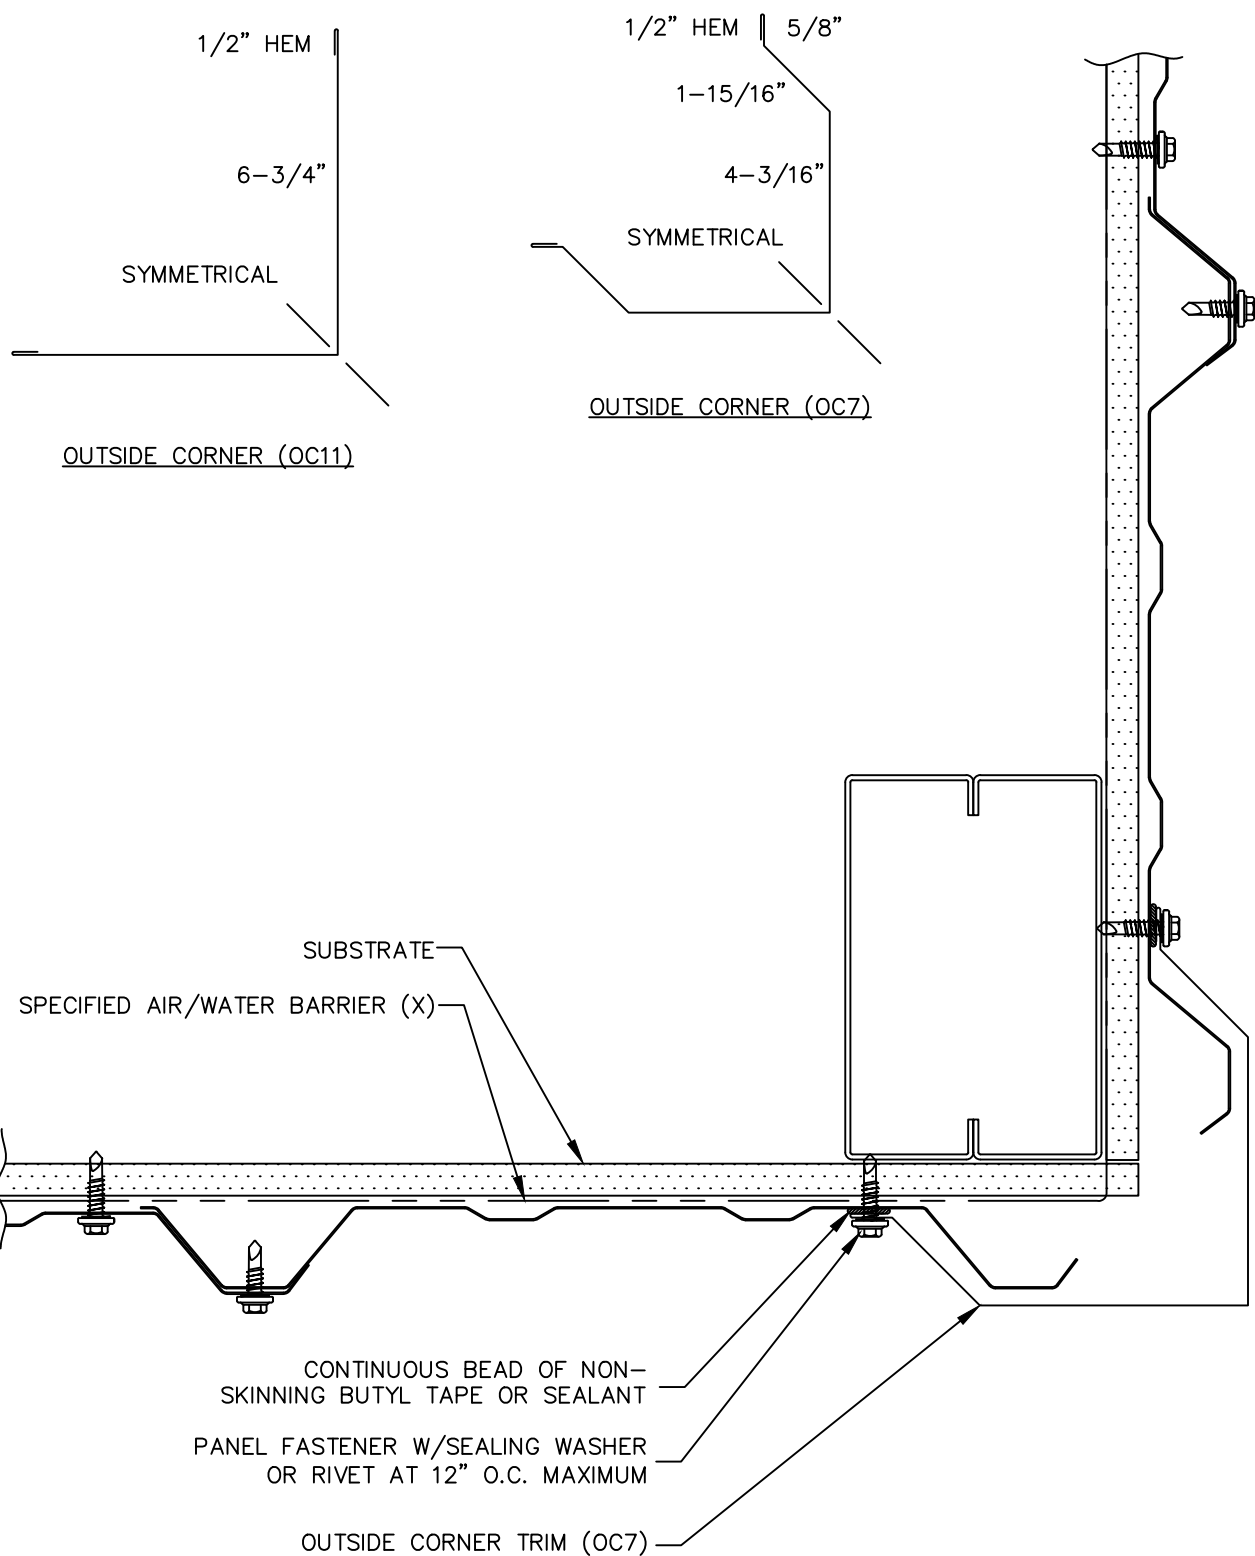 1/2” HEM
6–3/4”
SYMMETRICAL
OUTSIDE CORNER (OC11)
1/2” HEM
5/8”
1–15/16”
4–3/16”
SYMMETRICAL
OUTSIDE CORNER (OC7)
SUBSTRATE
SPECIFIED AIR/WATER BARRIER (X)
CONTINUOUS BEAD OF NON–
SKINNING BUTYL TAPE OR SEALANT
PANEL FASTENER W/SEALING WASHER
OR RIVET AT 12” O.C. MAXIMUM
OUTSIDE CORNER TRIM (OC7)